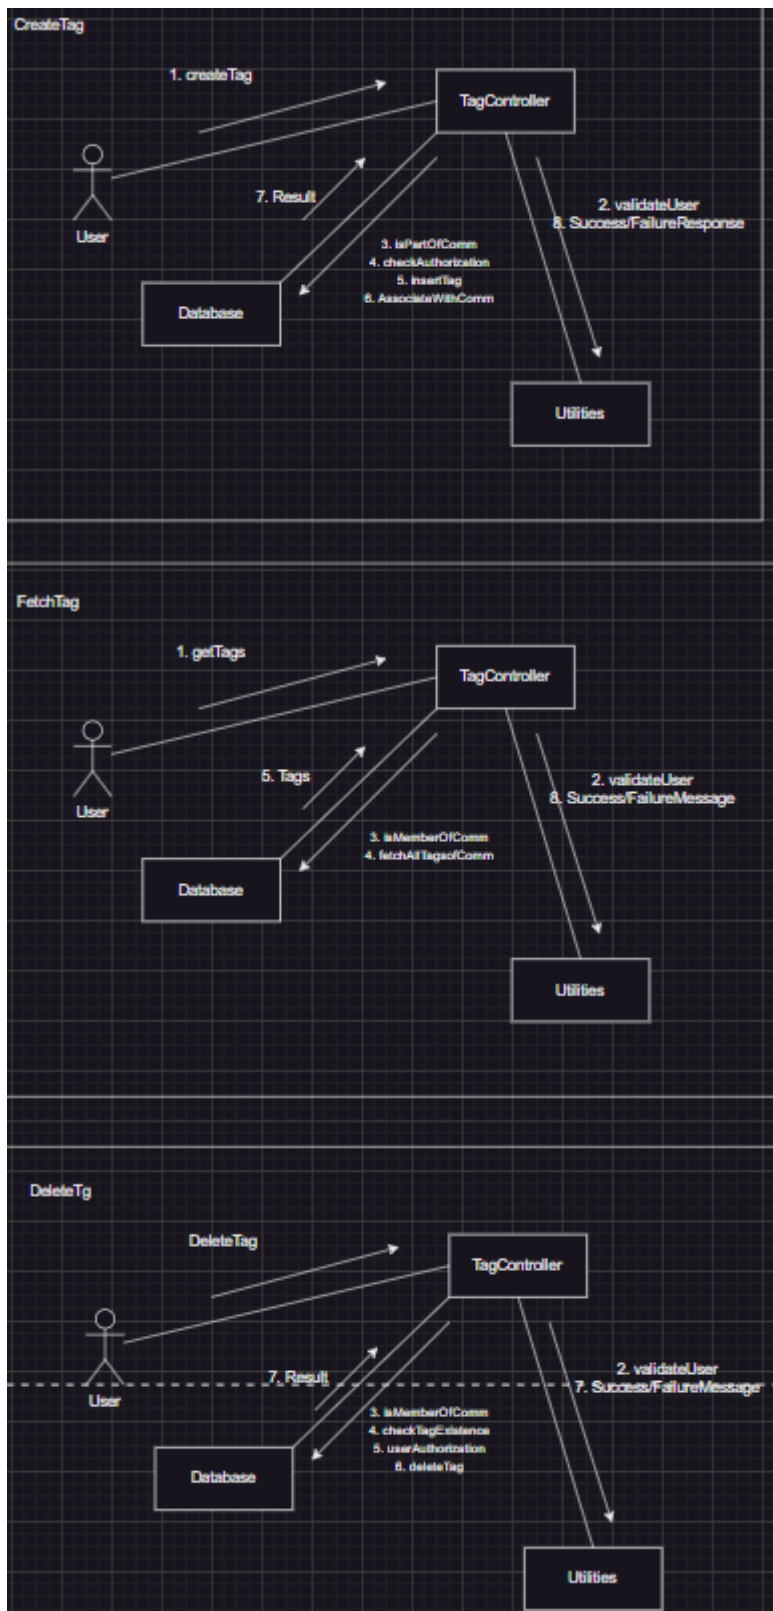 CreateTag
1. createTag
TagController
7. Result
2. validateUser
8. Success/FailureResponse
User
3. isPartOfComm
4. checkAuthorization
5. InsertTag
6. AssociateWithComm
Database
Utilities
FetchTag
1. getTags
TagController
5. Tags
2. validateUser
8. Success/FailureMessage
User
3. isMemberOfComm
4. fetchAllTagsofComm
Database
Utilities
DeleteTg
DeleteTag
TagController
7. Result
2. validateUser
7. Success/FailureMessage
User
3. isMemberOfComm
4. checkTagExistence
5. userAuthorization
6. deleteTag
Database
Utilities